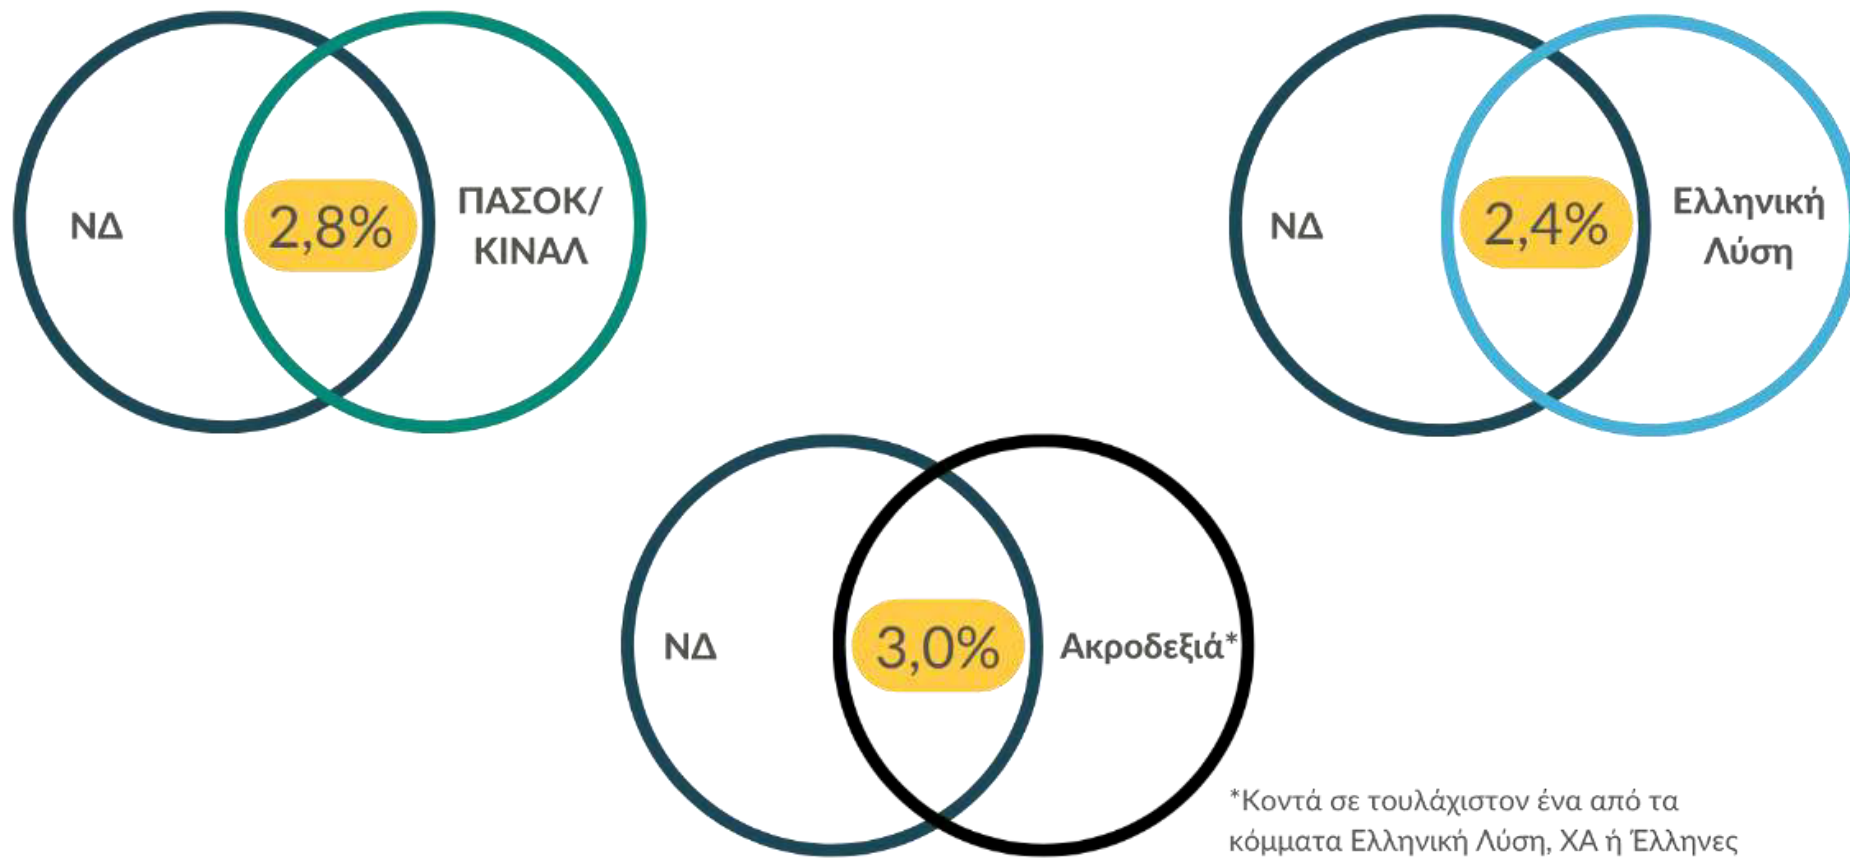 ΝΔ
2,8%
ΠΑΣΟΚ/
ΚΙΝΑΛ
ΝΔ
2,4%
Ελληνική
Λύση
ΝΔ
3,0%
Ακροδεξιά*
*Κοντά σε τουλάχιστον ένα από τα
κόμματα Ελληνική Λύση, ΧΑ ή Έλληνες